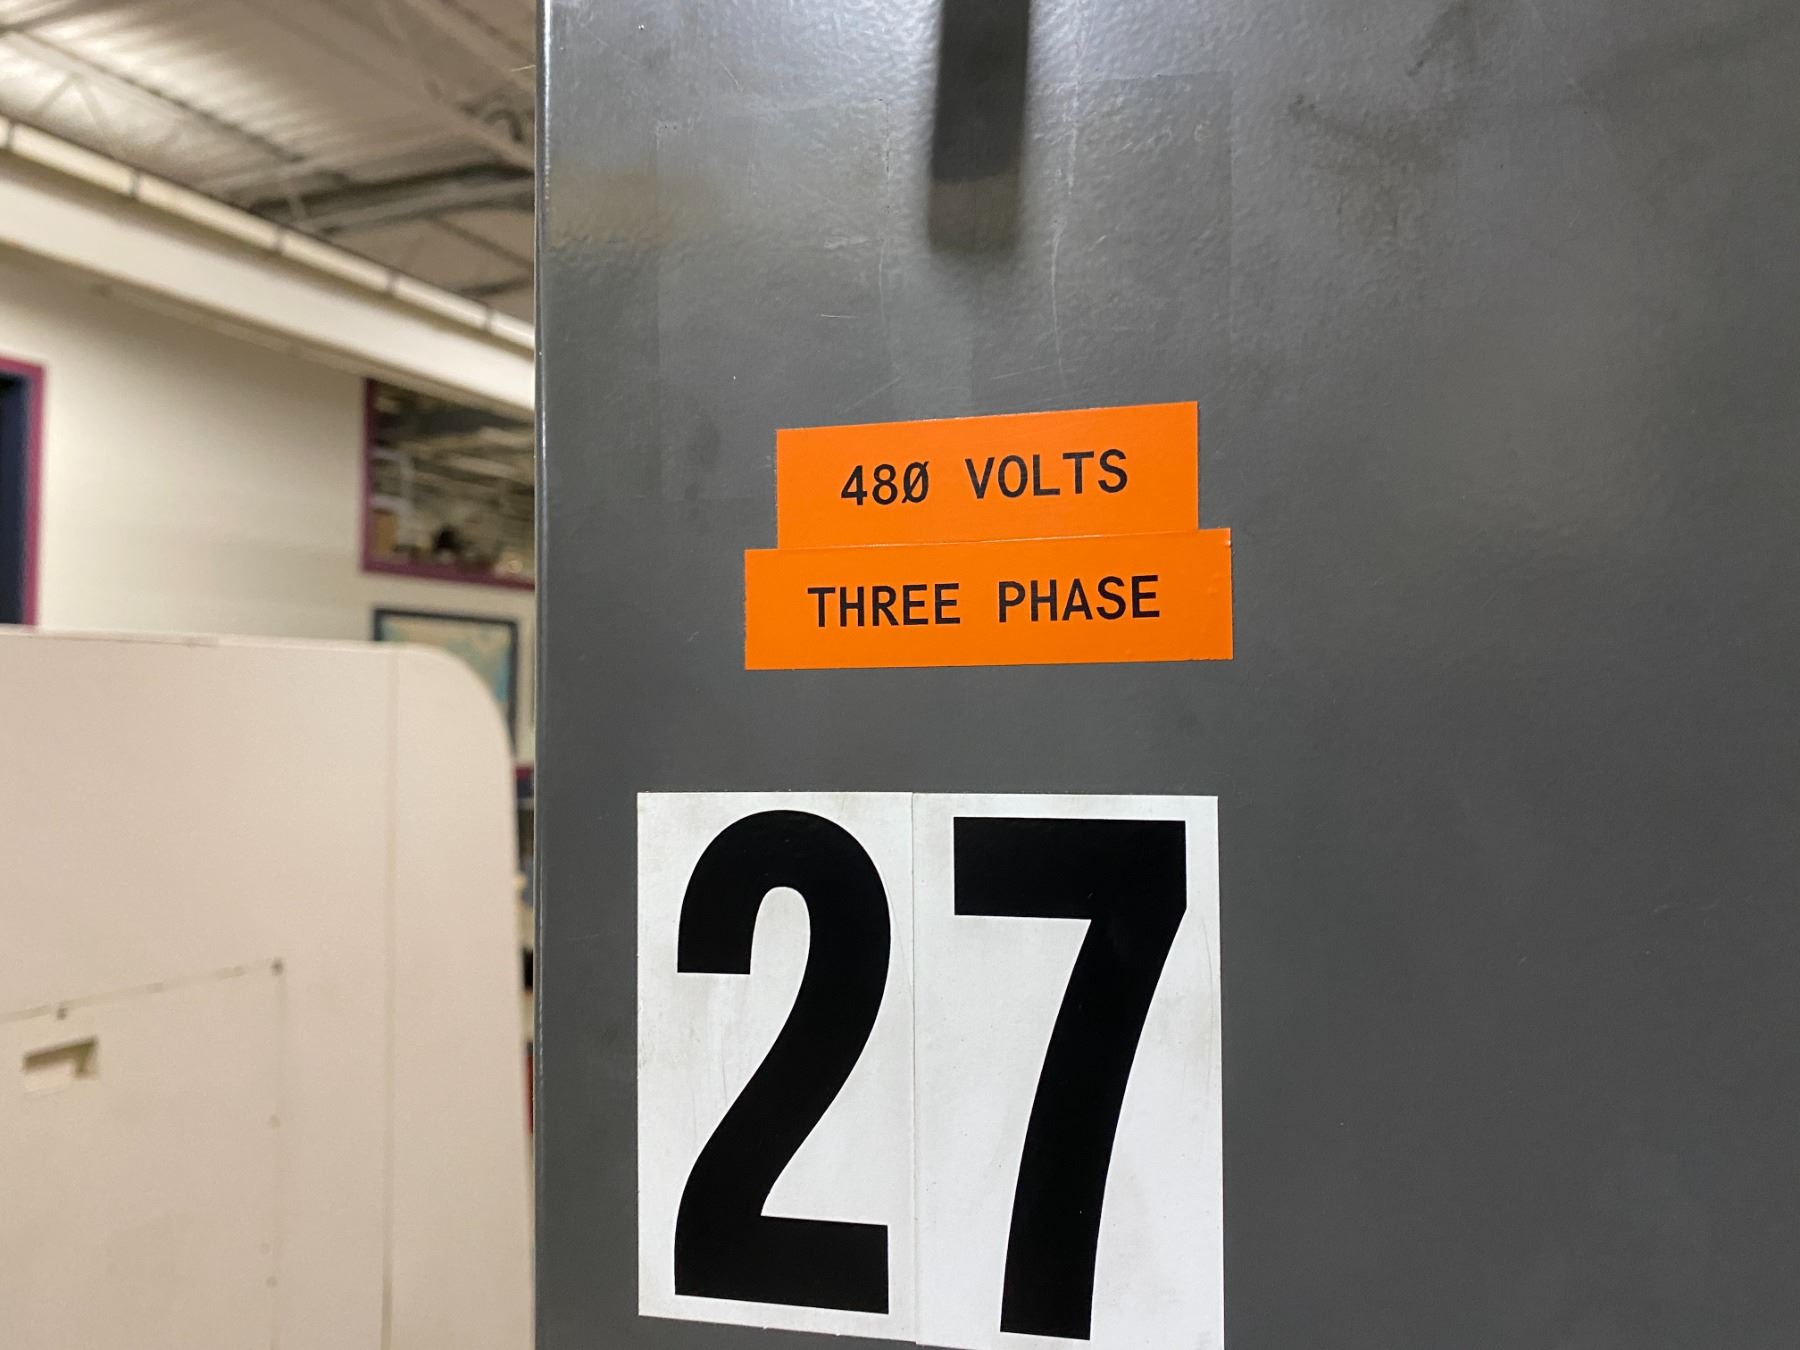 480 VOLTS
THREE PHASE
27